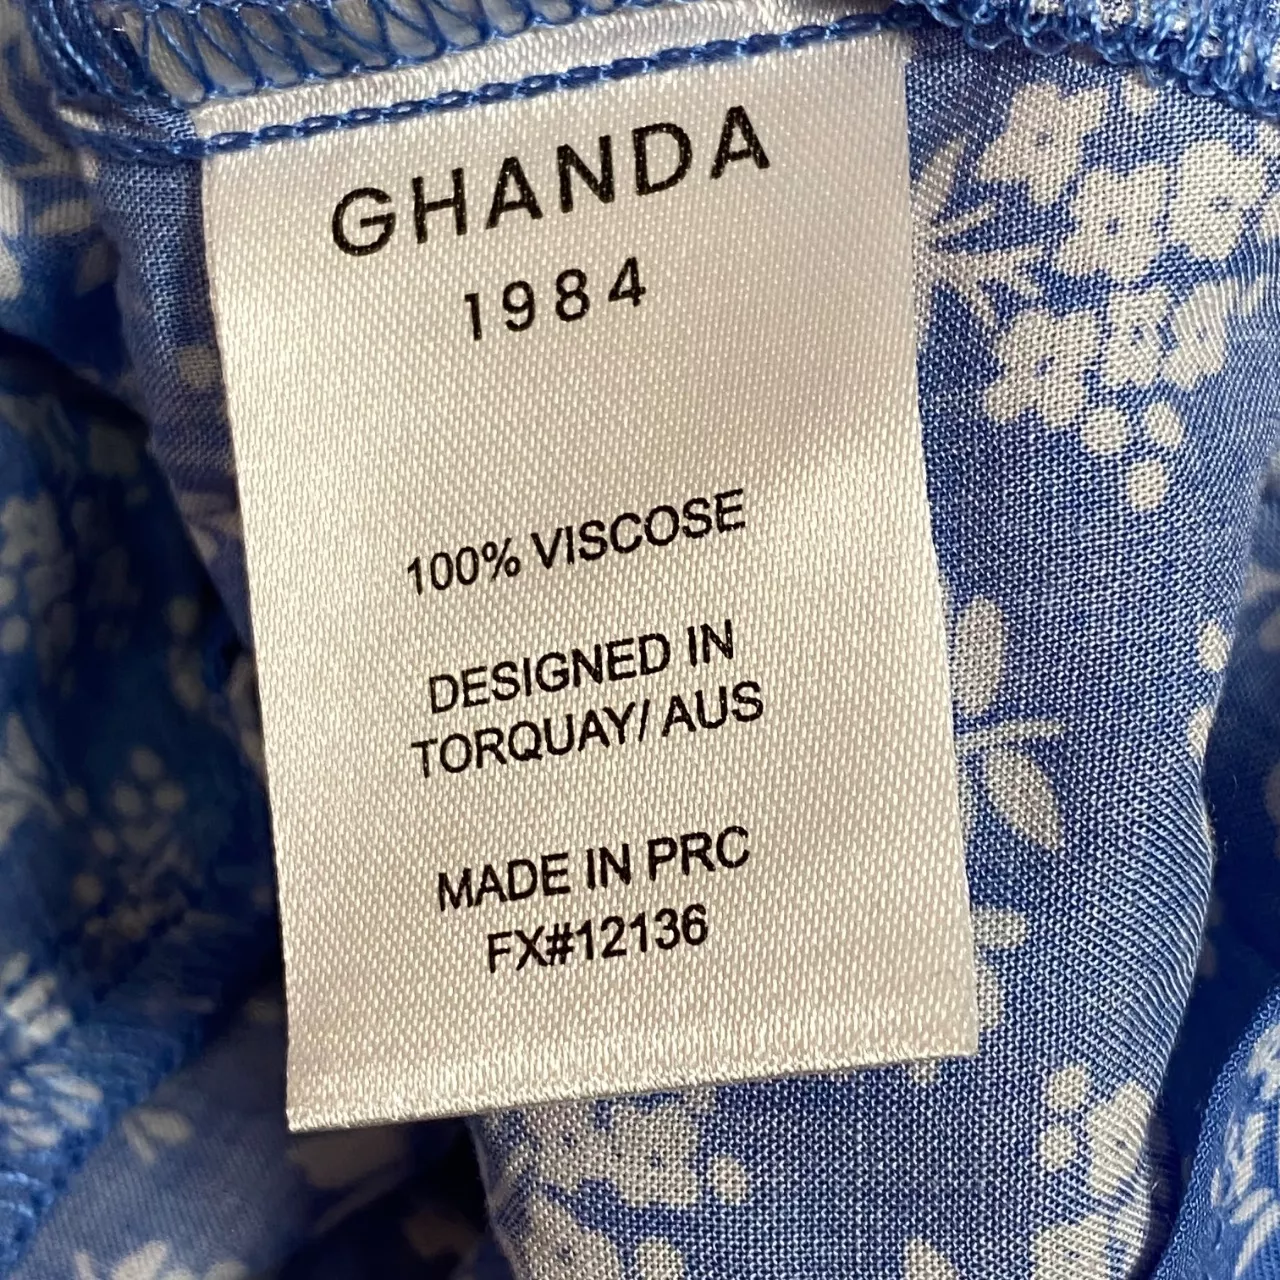 GHANDA
1984
100% VISCOSE
DESIGNED IN
TORQUAY/ AUS
MADE IN PRC
FX#12136